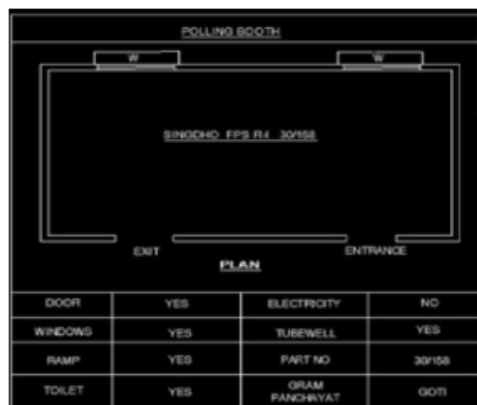 POLLING BOOTH
W W
SINGDHO FPS R4 30/158
EXIT ENTRANCE
PLAN
DOOR YES ELECTRICITY NO
WINDOWS YES TUBEWELL YES
RAMP YES PART NO 30/158
TOILET YES GRAM PANCHAYAT GOTI